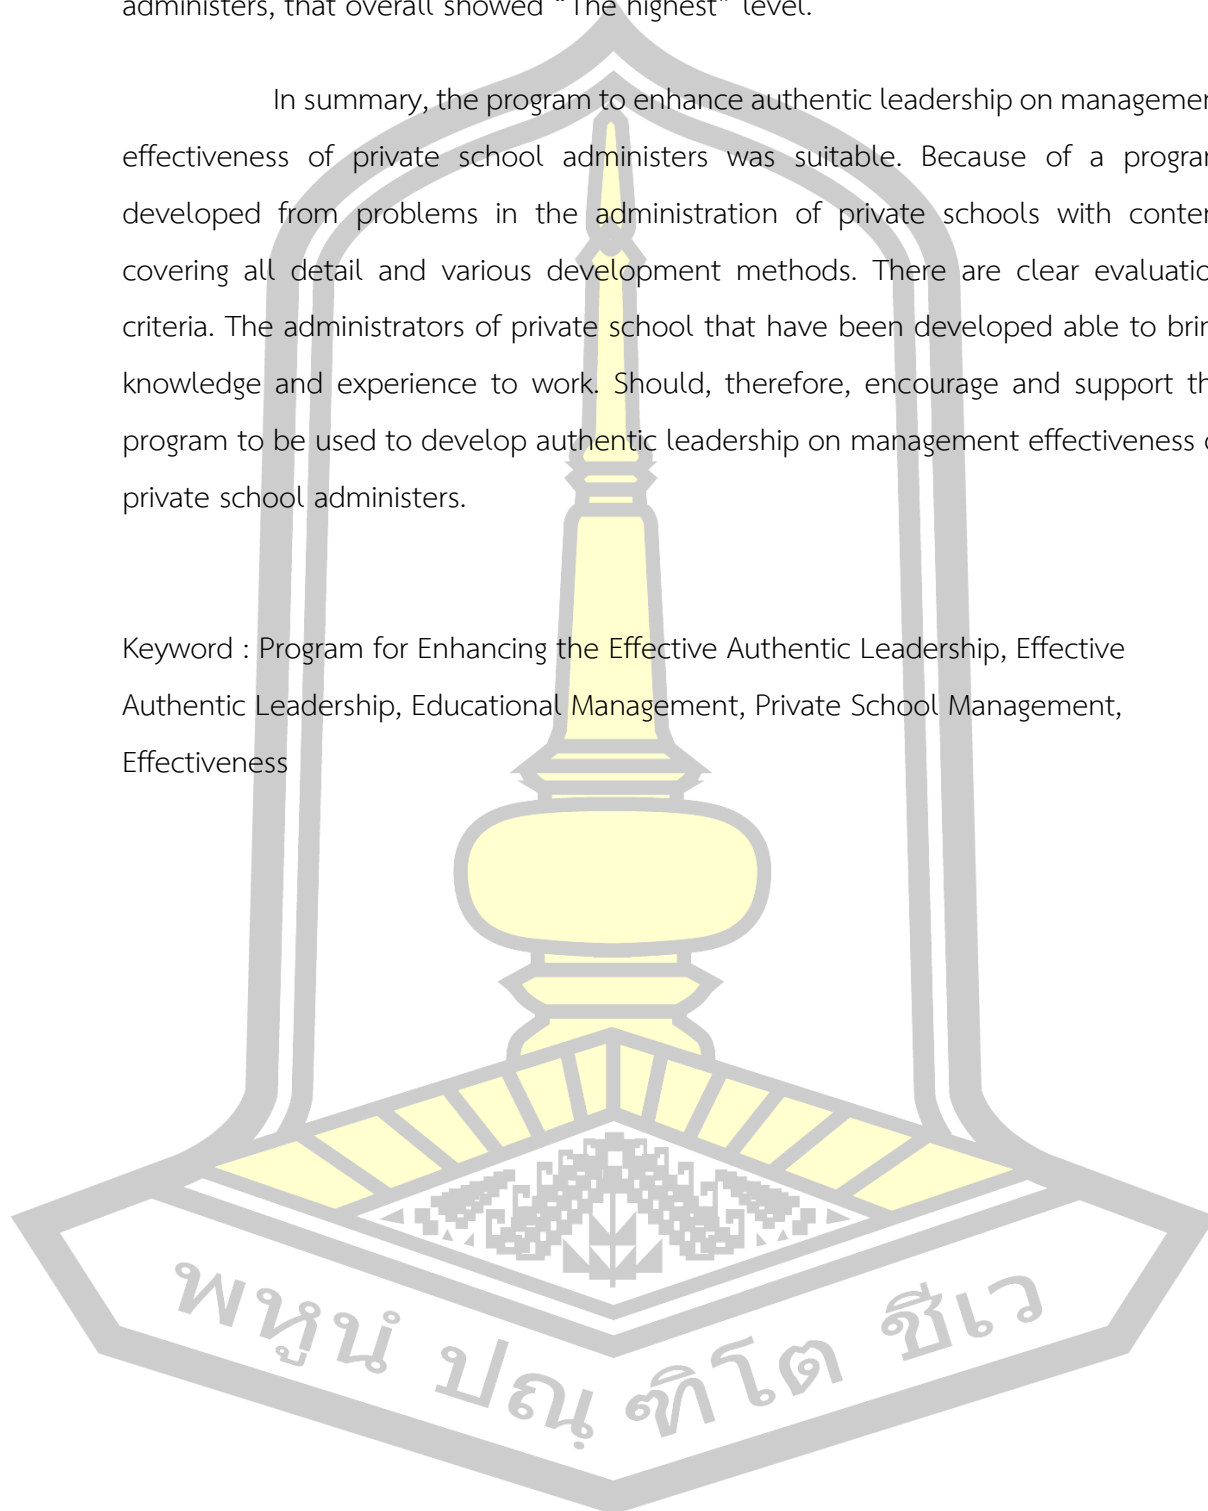 administers, that overall showed "The highest" level.
In summary, the program to enhance authentic leadership on managemen
effectiveness of private school administers was suitable. Because of a program
developed from problems in the administration of private schools with conten
covering all detail and various development methods. There are clear evaluatio
criteria. The administrators of private school that have been developed able to brin
knowledge and experience to work. Should, therefore, encourage and support th
program to be used to develop authentic leadership on management effectiveness o
private school administers.
Keyword : Program for Enhancing the Effective Authentic Leadership, Effective
Authentic Leadership, Educational Management, Private School Management,
Effectiveness
พหูนํ ปณฺฑิโต ชีเว